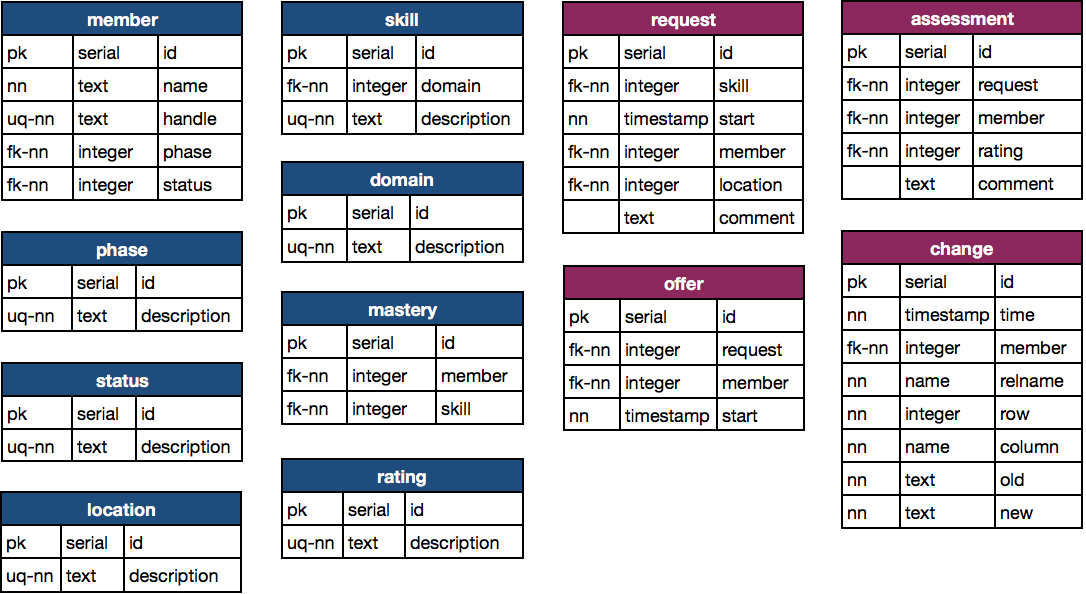 member
pk serial id
nn text name
uq-nn text handle
fk-nn integer phase
fk-nn integer status
phase
pk serial id
uq-nn text description
status
pk serial id
uq-nn text description
location
pk serial id
uq-nn text description
skill
pk serial id
fk-nn integer domain
uq-nn text description
domain
pk serial id
uq-nn text description
mastery
pk serial id
fk-nn integer member
fk-nn integer skill
rating
pk serial id
uq-nn text description
request
pk serial id
fk-nn integer skill
nn timestamp start
fk-nn integer member
fk-nn integer location
text comment
offer
pk serial id
fk-nn integer request
fk-nn integer member
nn timestamp start
assessment
pk serial id
fk-nn integer request
fk-nn integer member
fk-nn integer rating
text comment
change
pk serial id
nn timestamp time
fk-nn integer member
nn name relname
nn integer row
nn name column
nn text old
nn text new